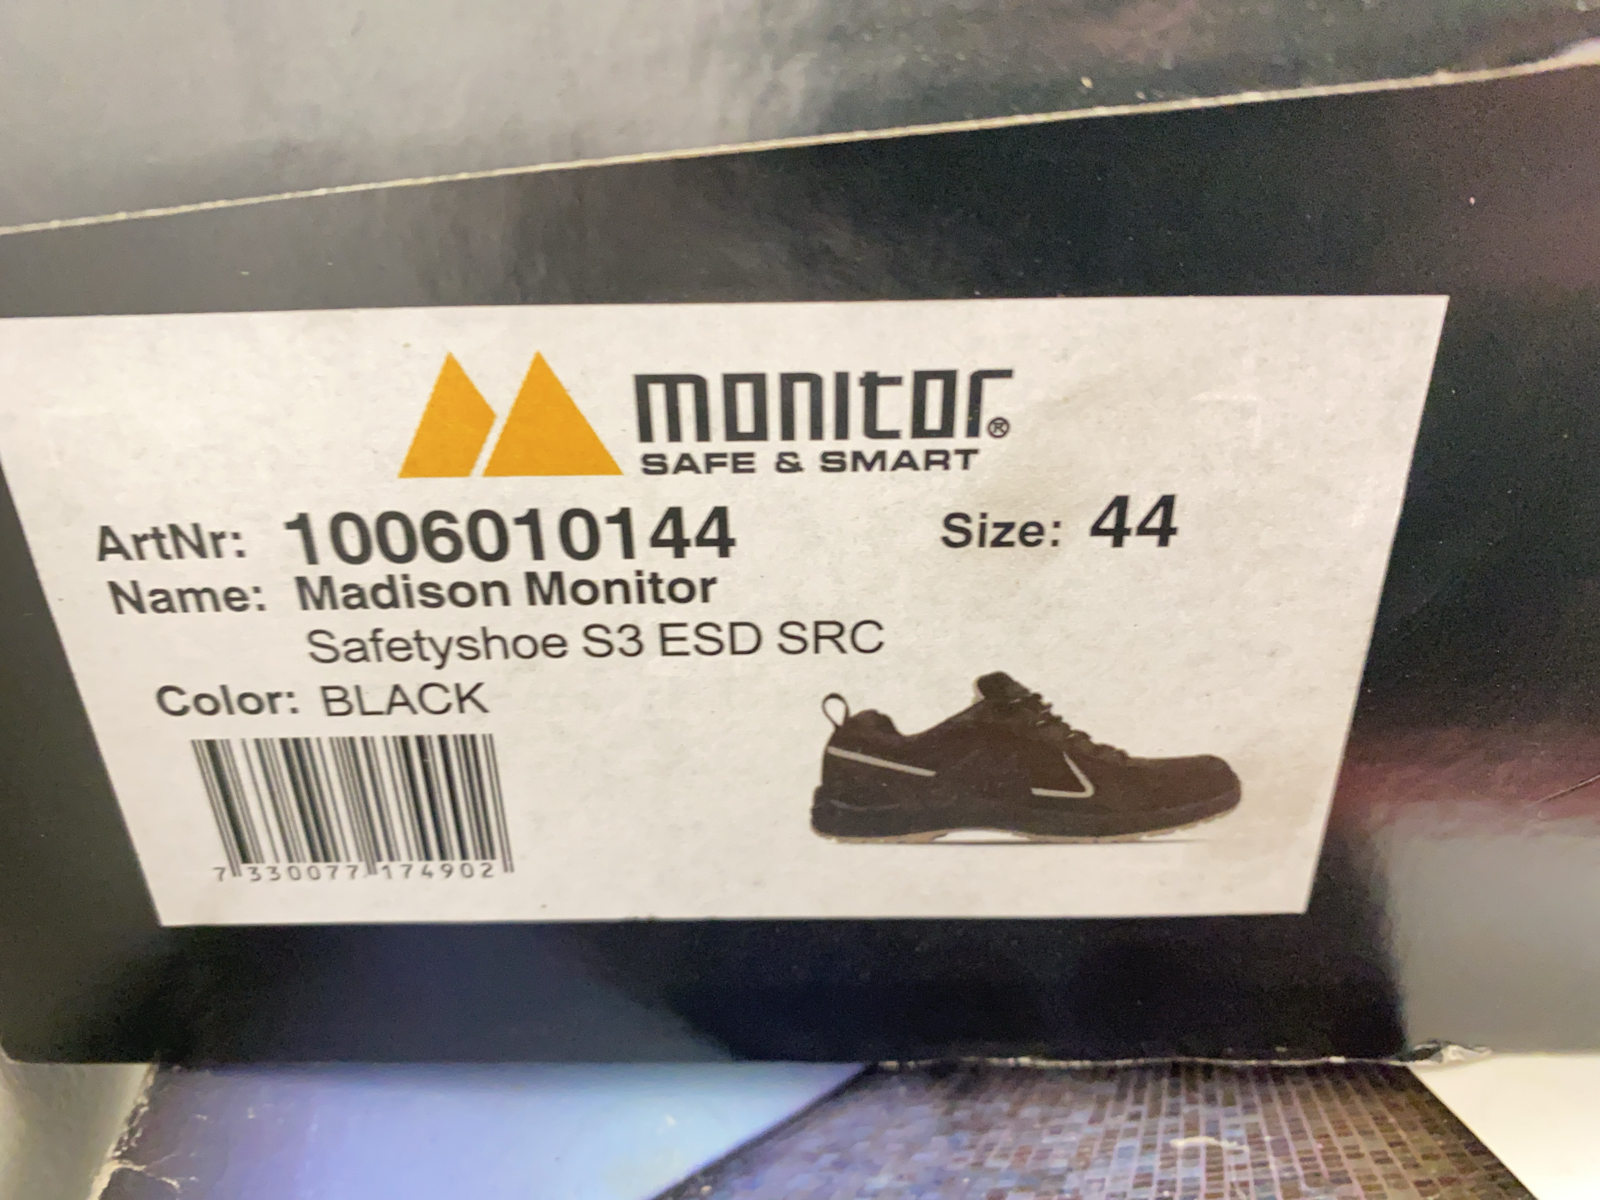 monitor®
SAFE & SMART
ArtNr: 1006010144 Size: 44
Name: Madison Monitor
Safetyshoe S3 ESD SRC
Color: BLACK
7 330077 174902